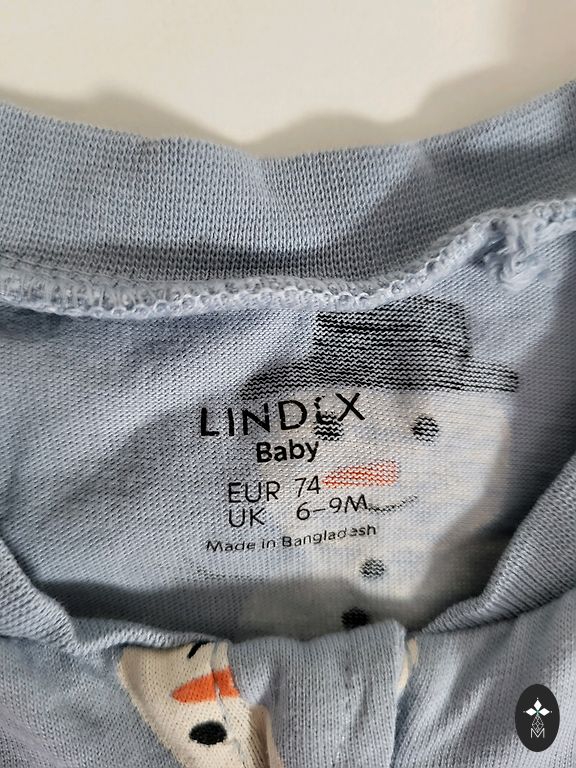 LINDEX
Baby
EUR 74
UK 6–9M
Made in Bangladesh